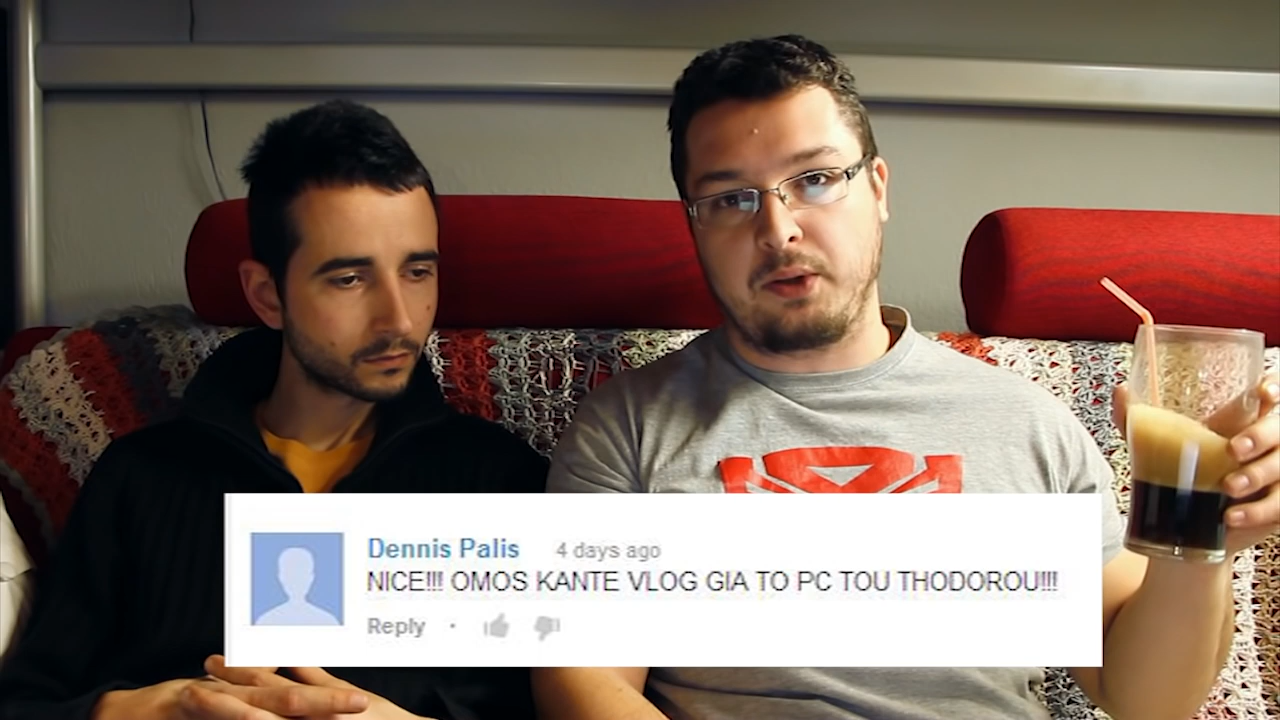 Dennis Palis 4 days ago
NICE!!! OMOS KANTE VLOG GIA TO PC TOU THODOROU!!!
Reply ·